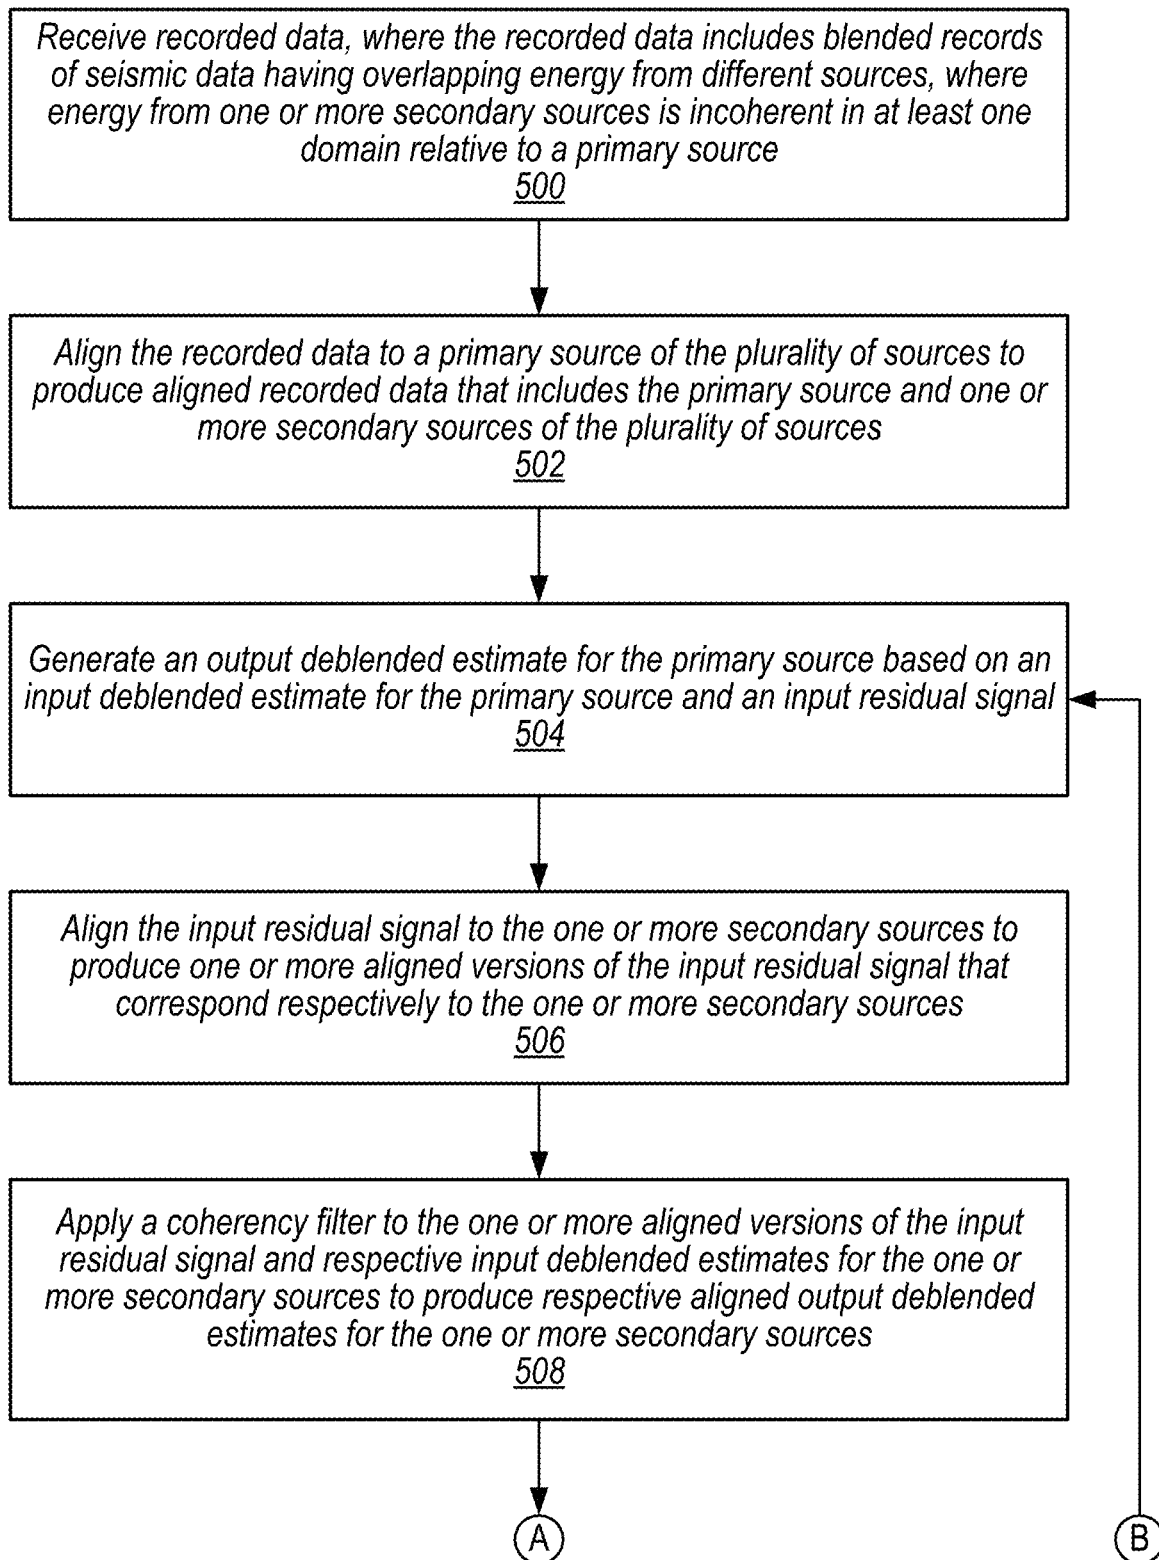 Receive recorded data, where the recorded data includes blended records
of seismic data having overlapping energy from different sources, where
energy from one or more secondary sources is incoherent in at least one
domain relative to a primary source
500
Align the recorded data to a primary source of the plurality of sources to
produce aligned recorded data that includes the primary source and one or
more secondary sources of the plurality of sources
502
Generate an output deblended estimate for the primary source based on an
input deblended estimate for the primary source and an input residual signal
504
Align the input residual signal to the one or more secondary sources to
produce one or more aligned versions of the input residual signal that
correspond respectively to the one or more secondary sources
506
Apply a coherency filter to the one or more aligned versions of the input
residual signal and respective input deblended estimates for the one or
more secondary sources to produce respective aligned output deblended
estimates for the one or more secondary sources
508
A
B